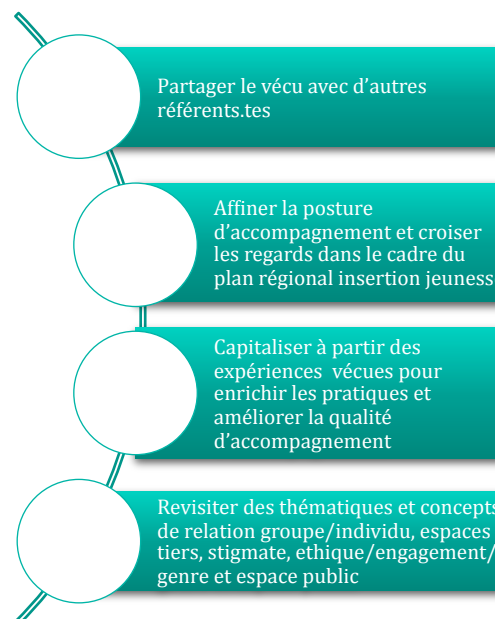 Partager le vécu avec d’autres
référents.tes
Affiner la posture
d’accompagnement et croiser
les regards dans le cadre du
plan régional insertion jeuness
Capitaliser à partir des
expériences  vécues pour
enrichir les pratiques et
améliorer la qualité
d’accompagnement
Revisiter des thématiques et concepts
de relation groupe/individu, espaces
tiers, stigmate, ethique/engagement/
genre et espace public